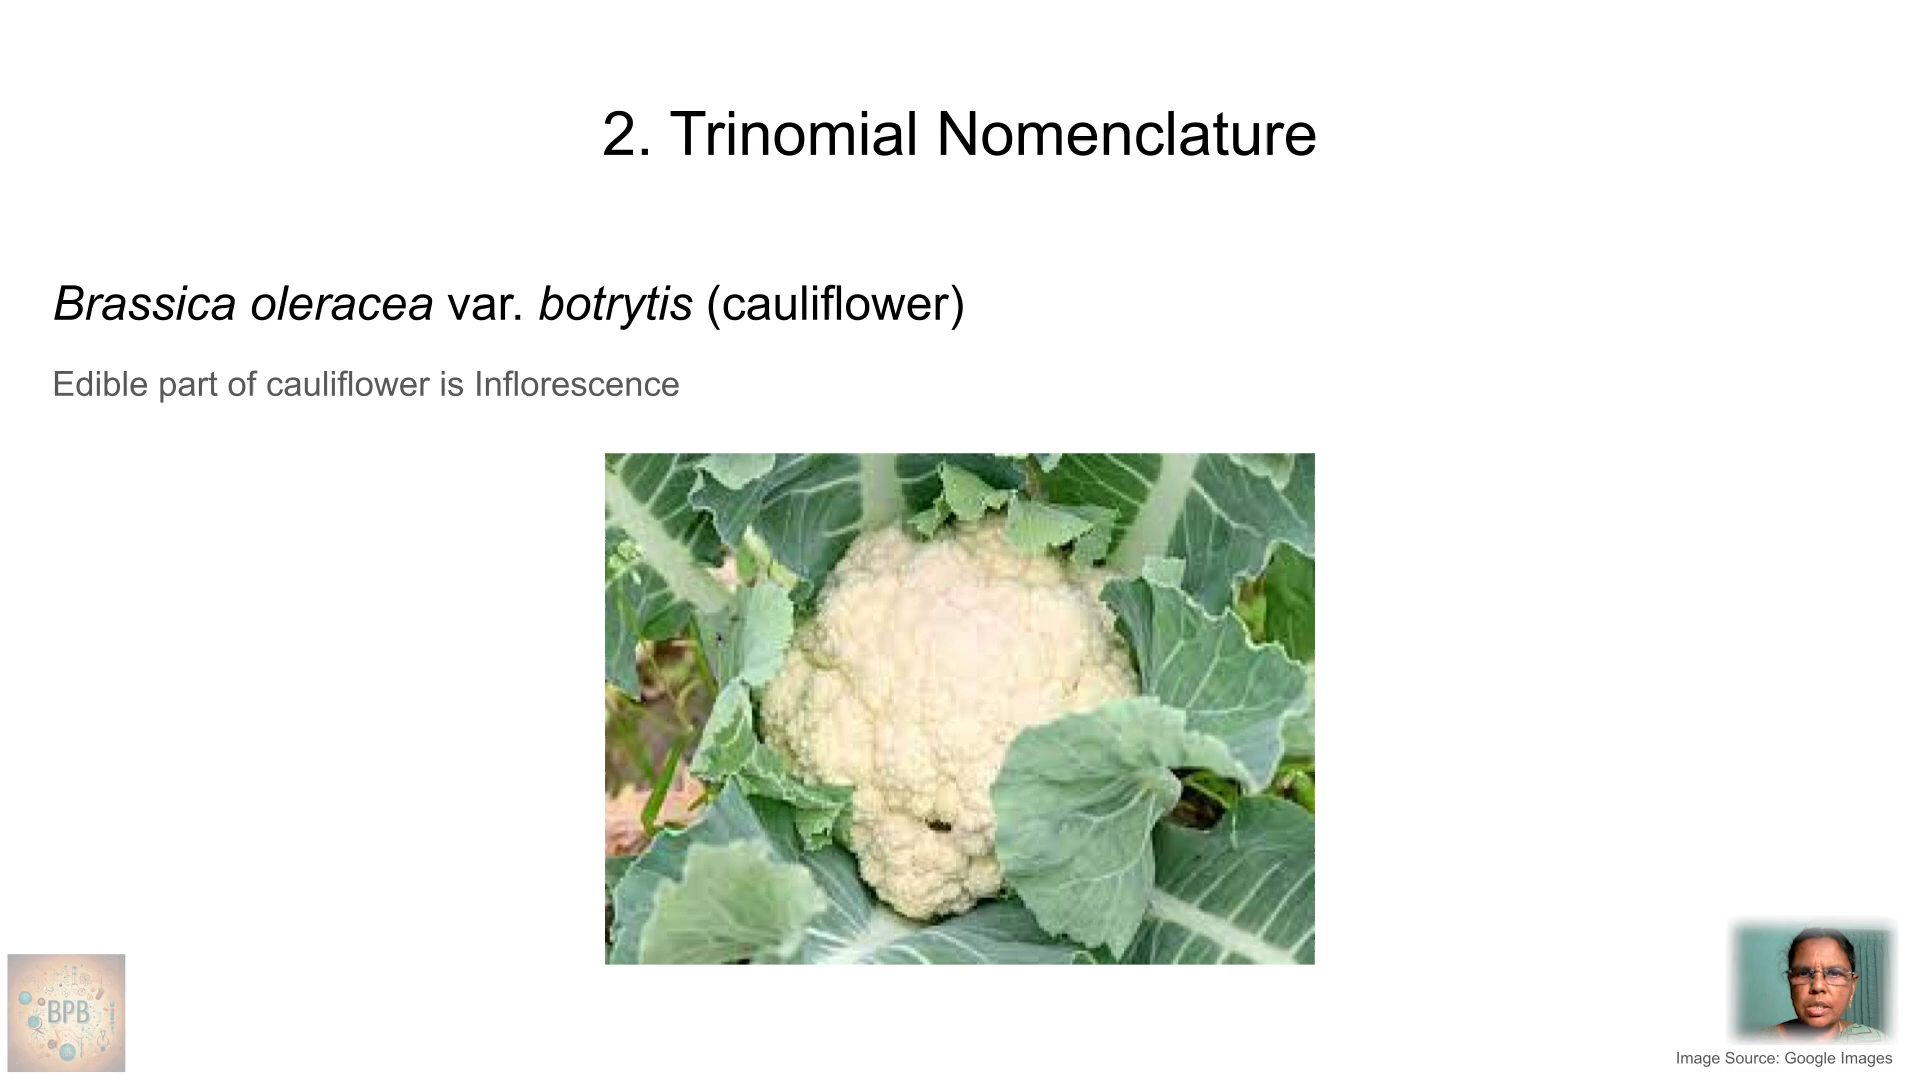 2. Trinomial Nomenclature
Brassica oleracea var. botrytis (cauliflower)
Edible part of cauliflower is Inflorescence
BPB
Image Source: Google Images